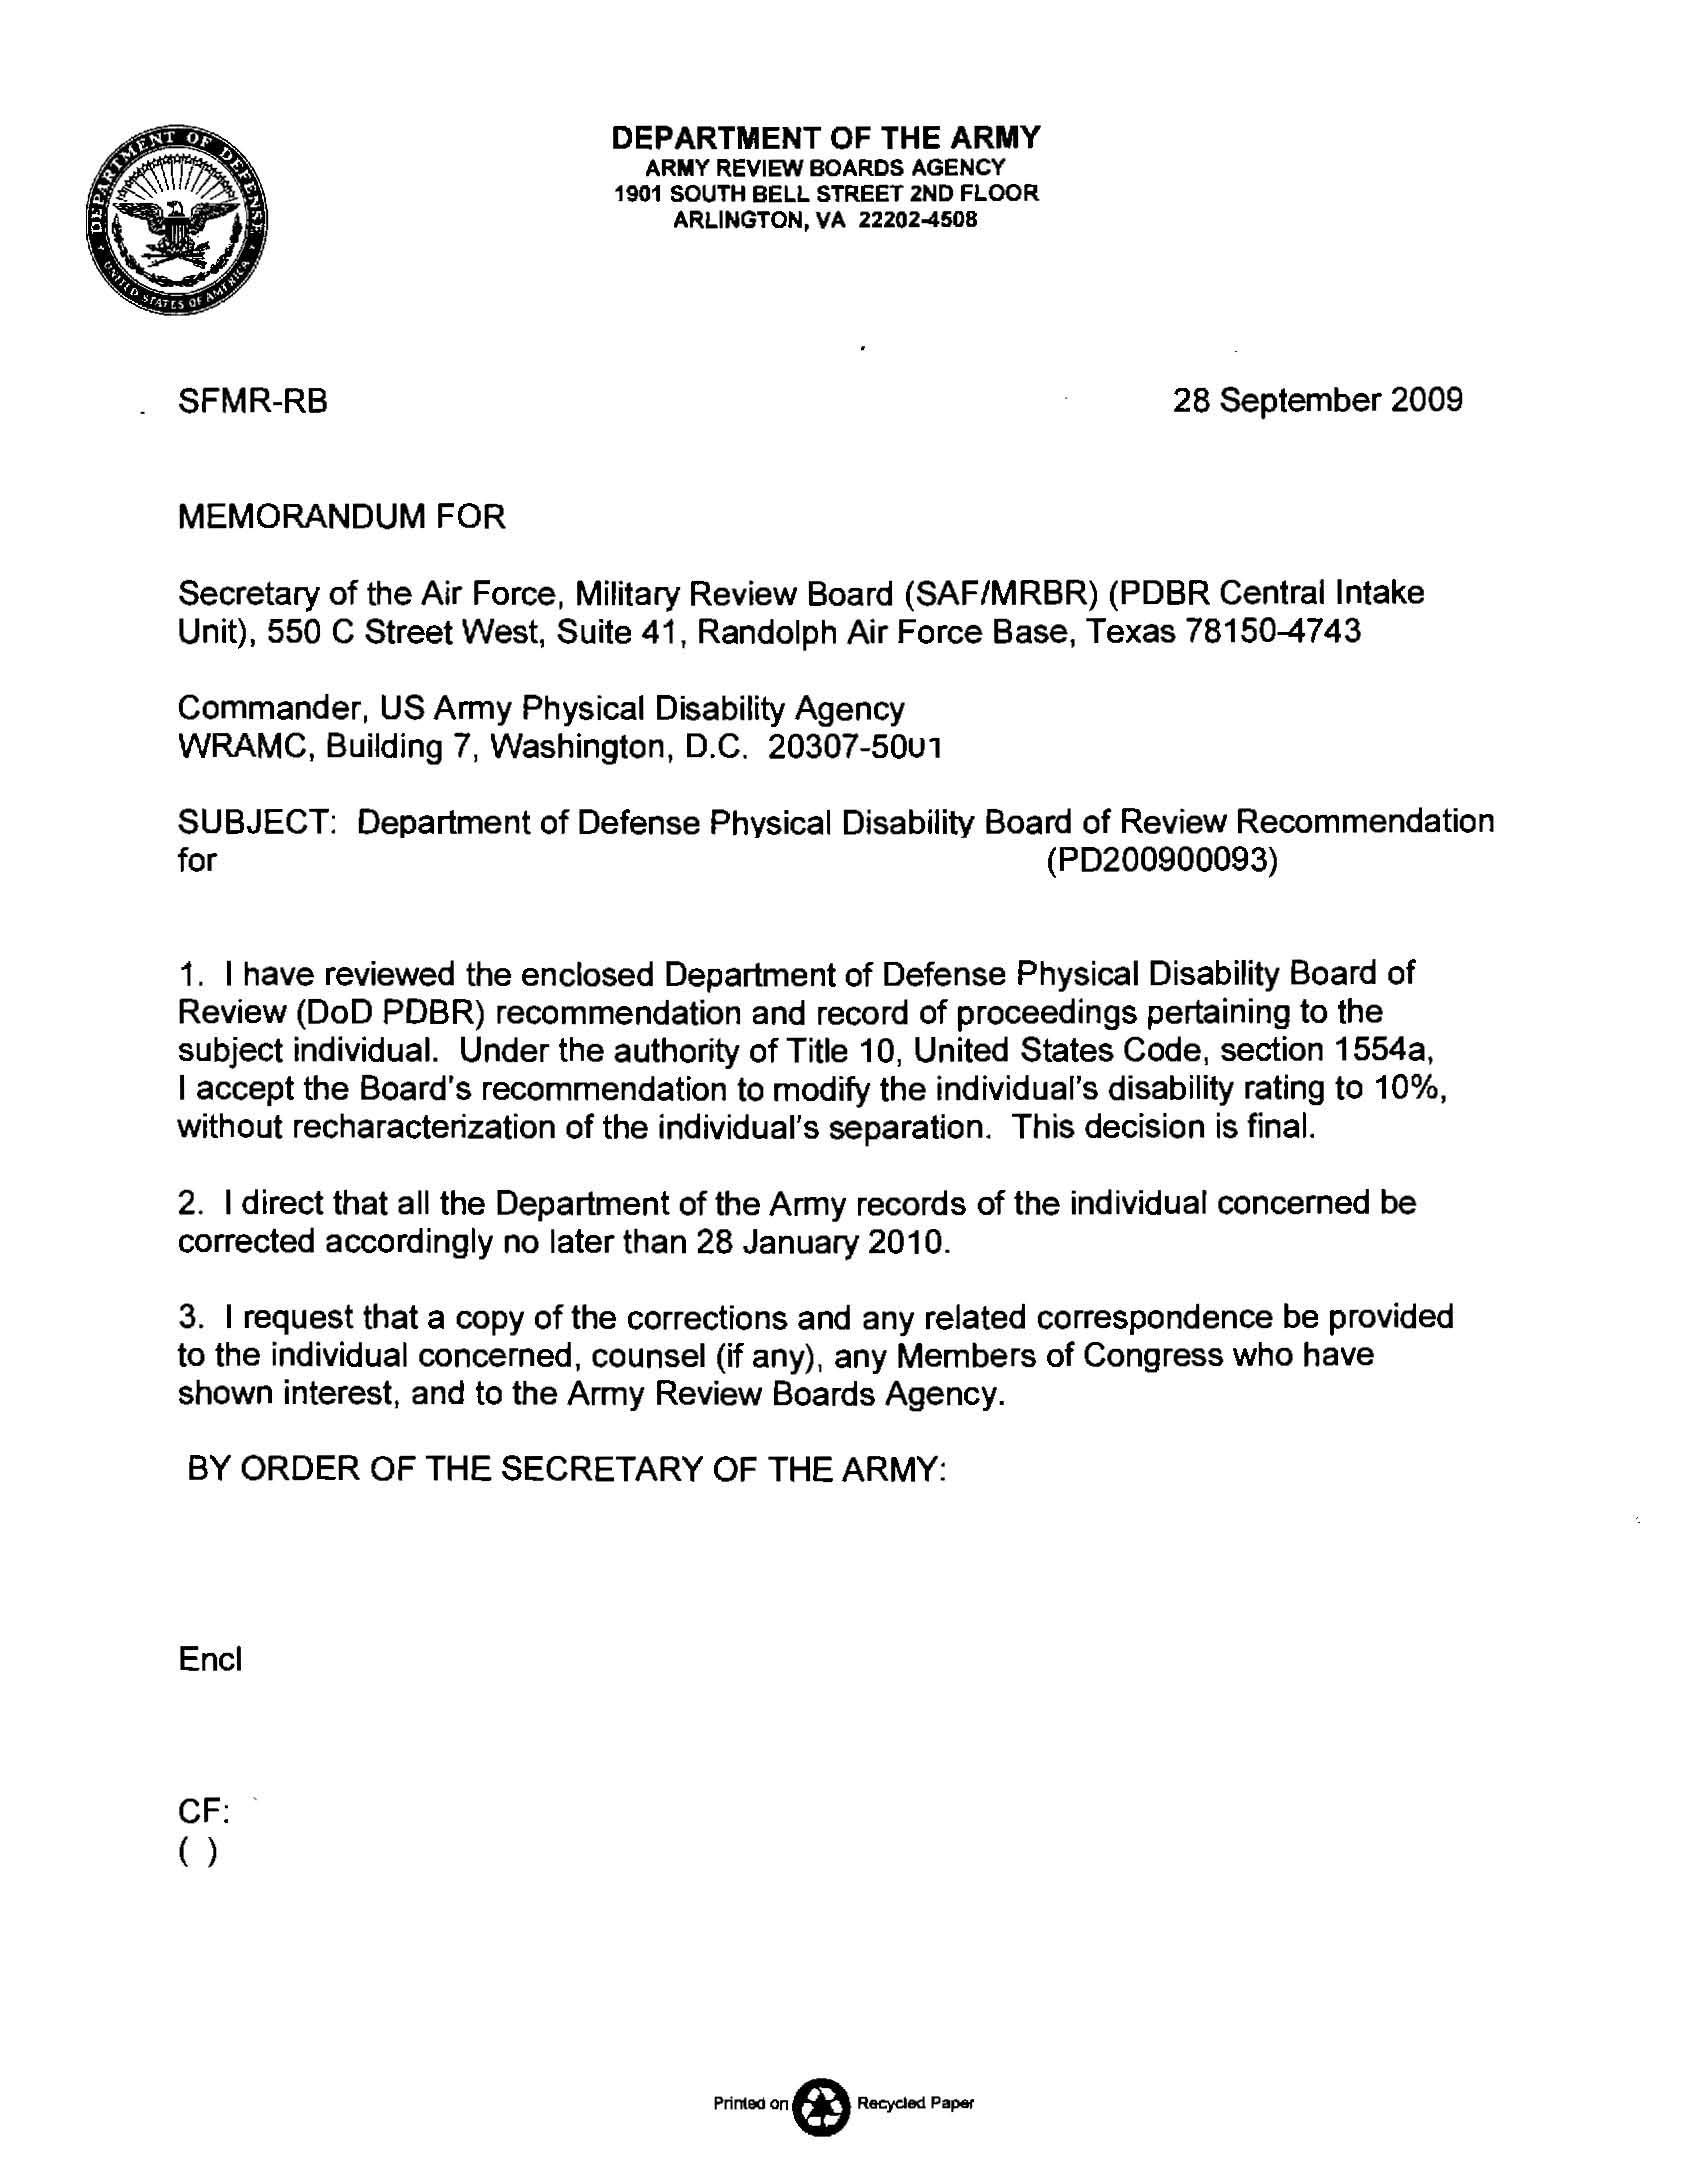 DEPARTMENT OF DEFENSE
UNITED STATES OF AMERICA
DEPARTMENT OF THE ARMY
ARMY REVIEW BOARDS AGENCY
1901 SOUTH BELL STREET 2ND FLOOR
ARLINGTON, VA 22202-4508
SFMR-RB
28 September 2009
MEMORANDUM FOR
Secretary of the Air Force, Military Review Board (SAF/MRBR) (PDBR Central Intake
Unit), 550 C Street West, Suite 41, Randolph Air Force Base, Texas 78150-4743
Commander, US Army Physical Disability Agency
WRAMC, Building 7, Washington, D.C. 20307-5001
SUBJECT: Department of Defense Physical Disability Board of Review Recommendation
for (PD200900093)
1. I have reviewed the enclosed Department of Defense Physical Disability Board of
Review (DoD PDBR) recommendation and record of proceedings pertaining to the
subject individual. Under the authority of Title 10, United States Code, section 1554a,
I accept the Board's recommendation to modify the individual's disability rating to 10%,
without recharacterization of the individual's separation. This decision is final.
2. I direct that all the Department of the Army records of the individual concerned be
corrected accordingly no later than 28 January 2010.
3. I request that a copy of the corrections and any related correspondence be provided
to the individual concerned, counsel (if any), any Members of Congress who have
shown interest, and to the Army Review Boards Agency.
BY ORDER OF THE SECRETARY OF THE ARMY:
Encl
CF:
( )
Printed on Recycled Paper